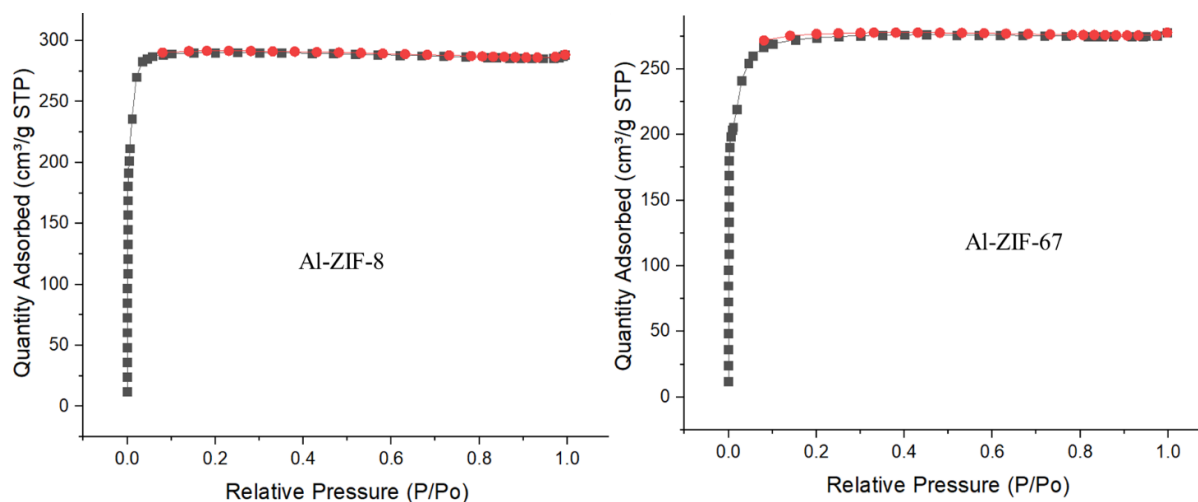 Quantity Adsorbed (cm³/g STP)
300
250
200
150
100
50
0
Al-ZIF-8
0.0 0.2 0.4 0.6 0.8 1.0
Relative Pressure (P/Po)
Quantity Adsorbed (cm³/g STP)
250
200
150
100
50
0
Al-ZIF-67
0.0 0.2 0.4 0.6 0.8 1.0
Relative Pressure (P/Po)